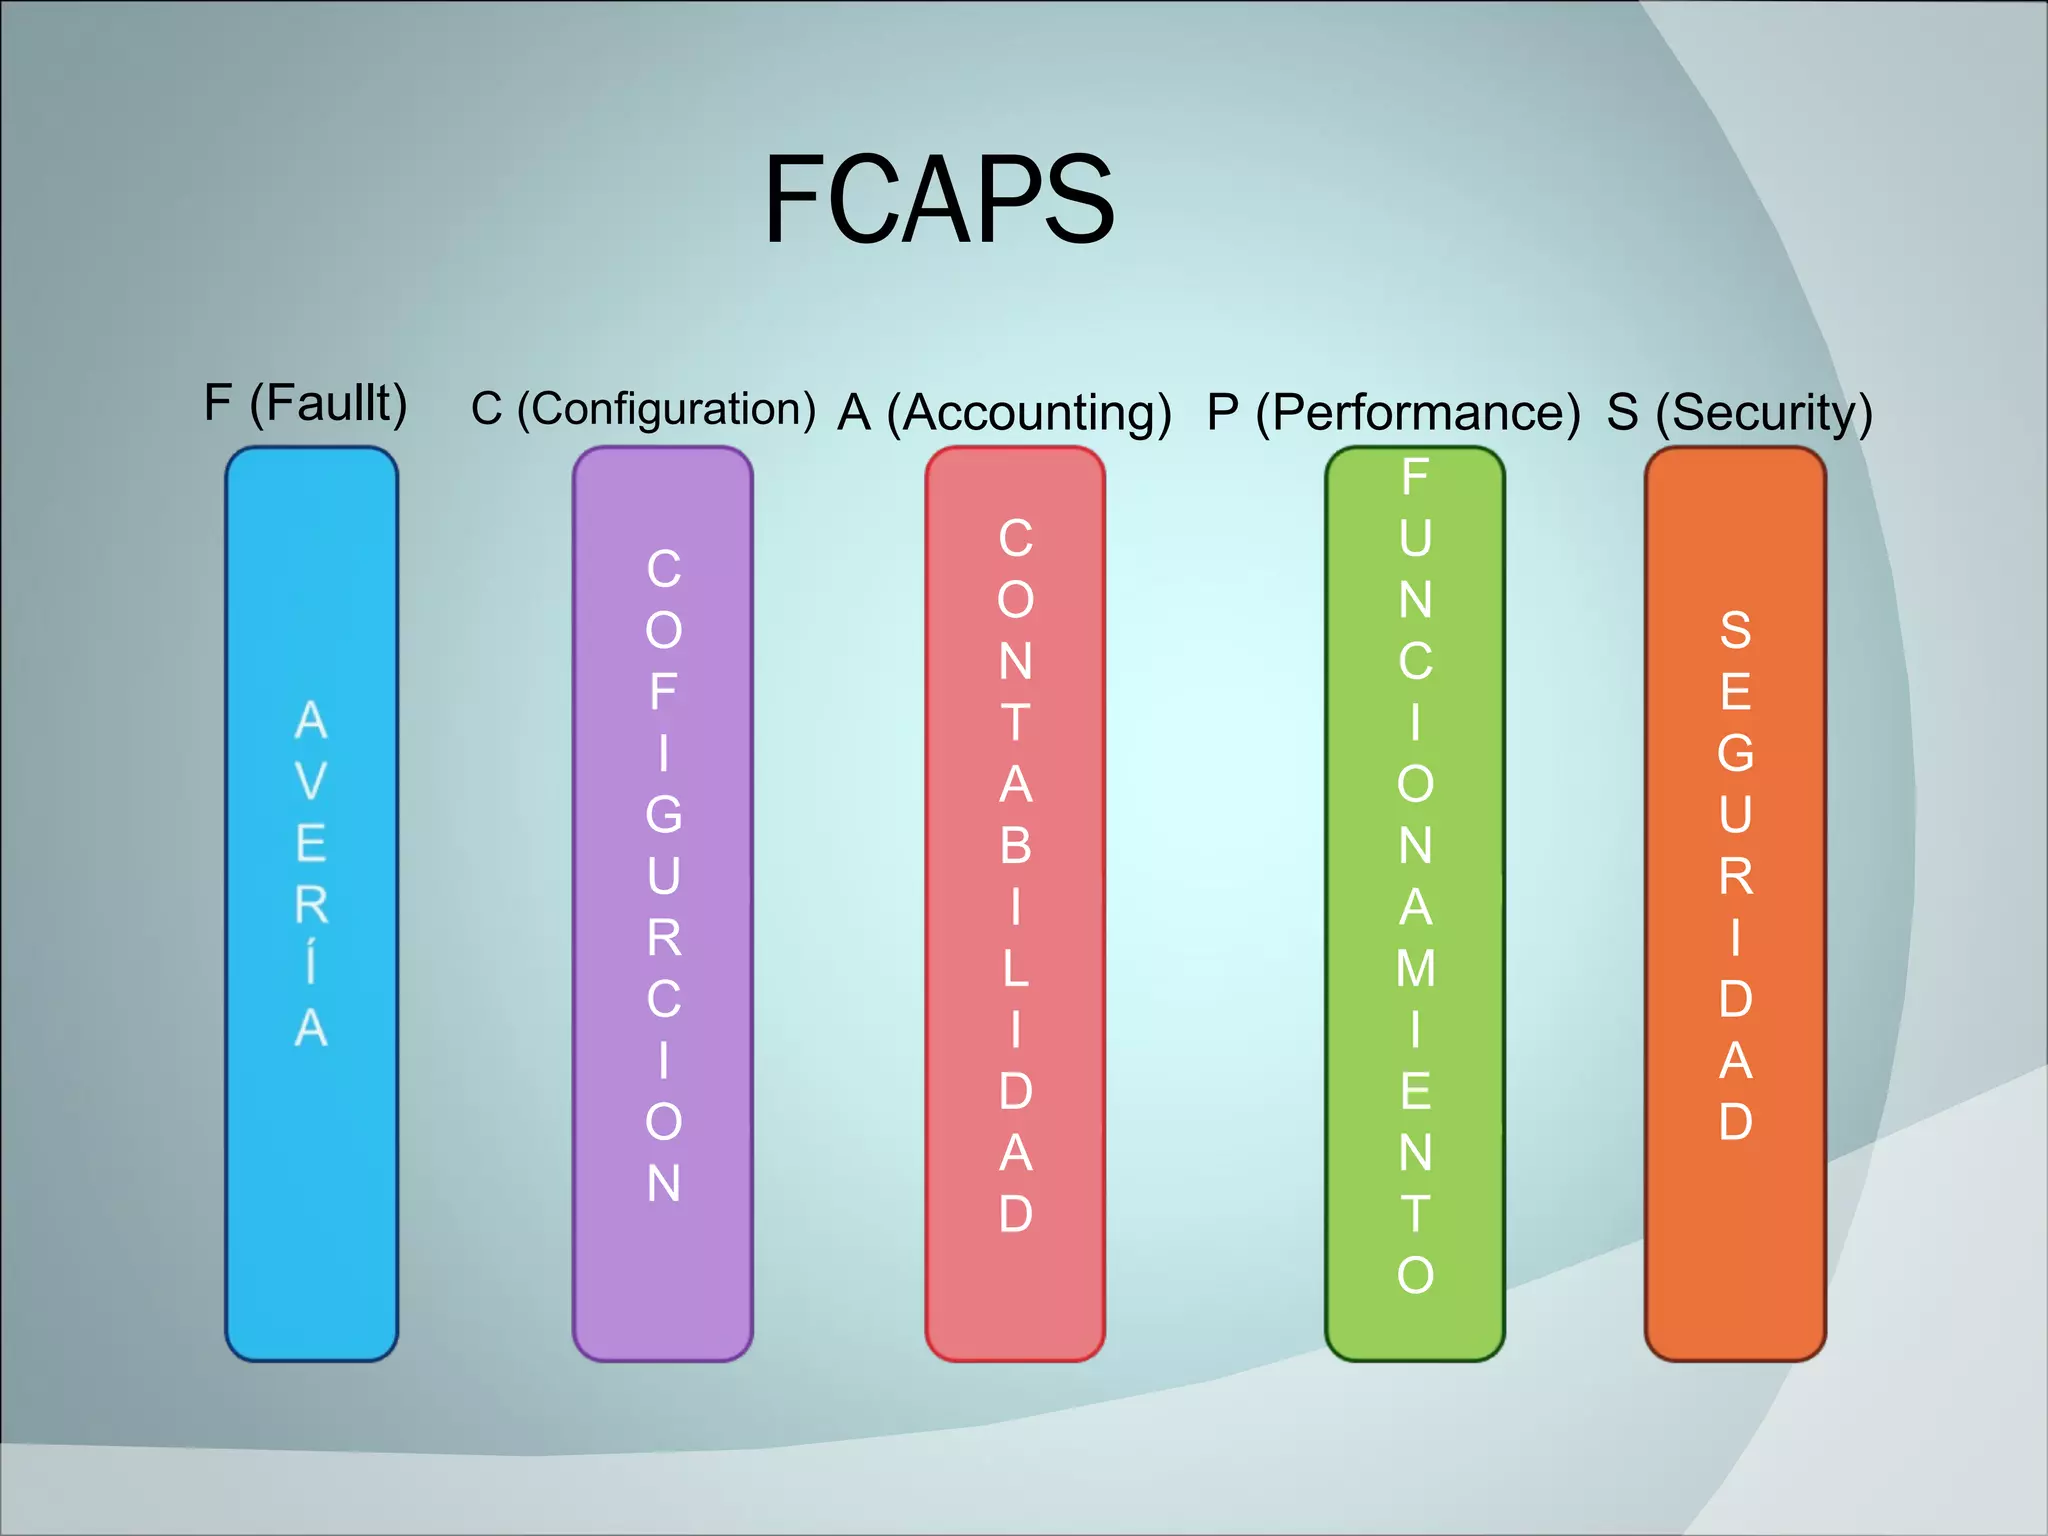 FCAPS
F (Faullt)
C (Configuration)
A (Accounting)
P (Performance)
S (Security)
AVERÍA
COFIGURCION
CONTABILIDAD
FUNCIONAMIENTO
SEGURIDAD